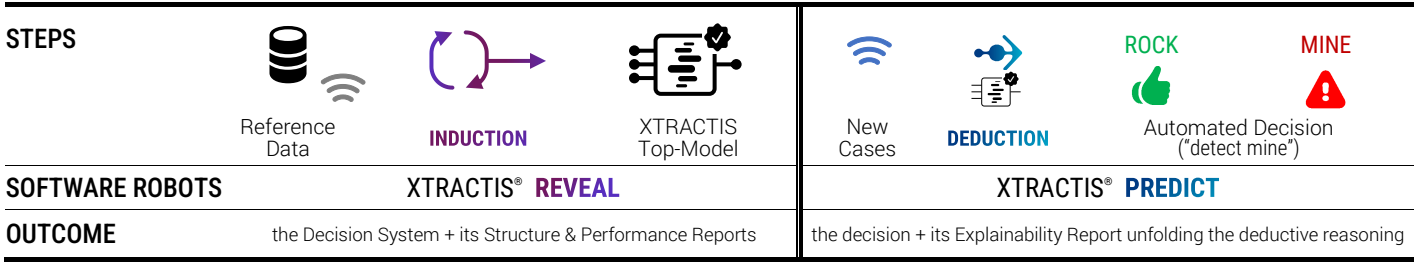 STEPS
ROCK
MINE
Reference
Data
INDUCTION
XTRACTIS
Top-Model
New
Cases
DEDUCTION
Automated Decision
("detect mine")
SOFTWARE ROBOTS
XTRACTIS® REVEAL
XTRACTIS® PREDICT
OUTCOME
the Decision System + its Structure & Performance Reports
the decision + its Explainability Report unfolding the deductive reasoning